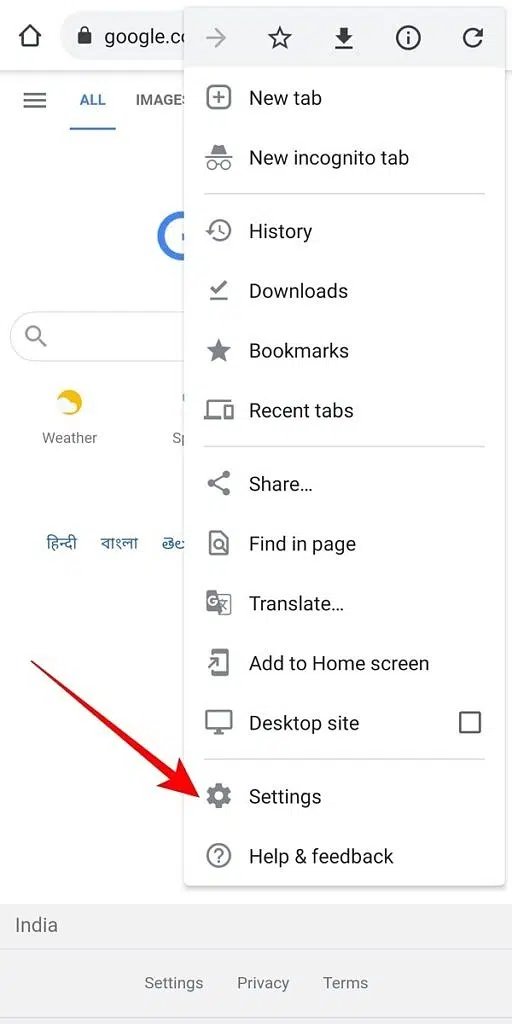 google.co
ALL IMAGES
New tab
New incognito tab
History
Downloads
Bookmarks
Recent tabs
Weather
Sp
Share...
Find in page
हिन्दी বাংলা తెలు
Translate...
Add to Home screen
Desktop site
Settings
Help & feedback
India
Settings Privacy Terms